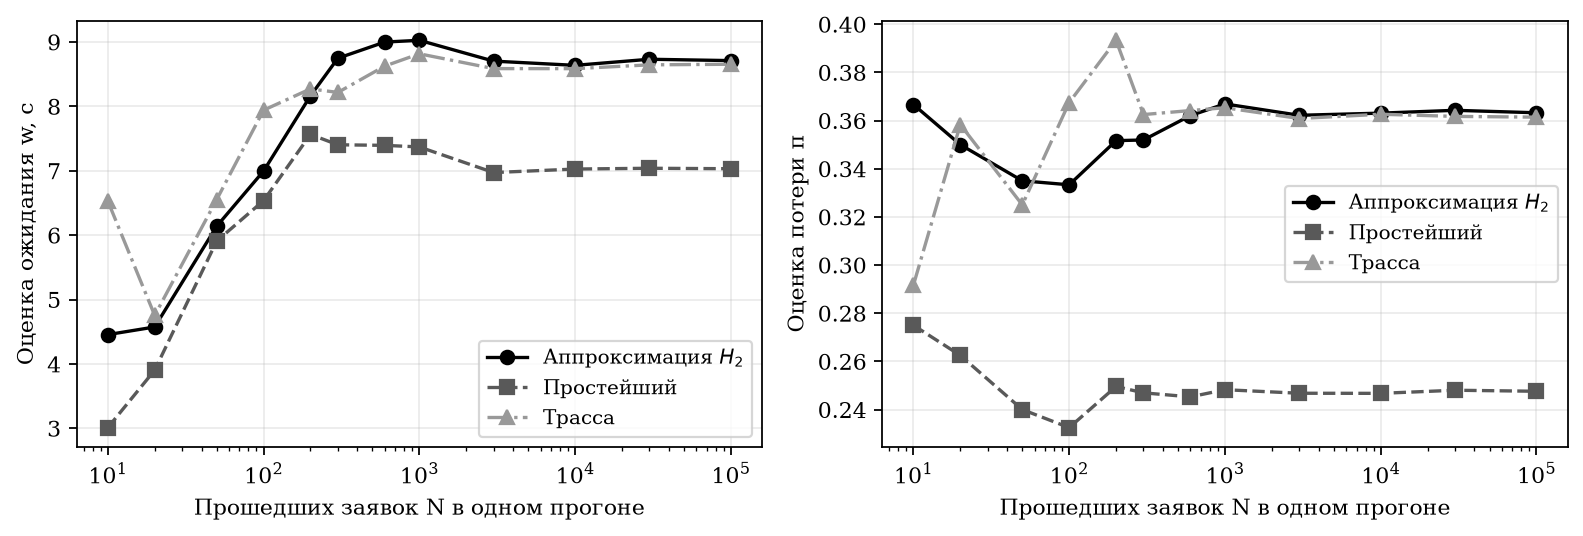 Оценка ожидания w, с
9
8
7
6
5
4
3
Аппроксимация H₂
Простейший
Трасса
10¹
10²
10³
10⁴
10⁵
Прошедших заявок N в одном прогоне
Оценка потери п
0.40
0.38
0.36
0.34
0.32
0.30
0.28
0.26
0.24
Аппроксимация H₂
Простейший
Трасса
10¹
10²
10³
10⁴
10⁵
Прошедших заявок N в одном прогоне